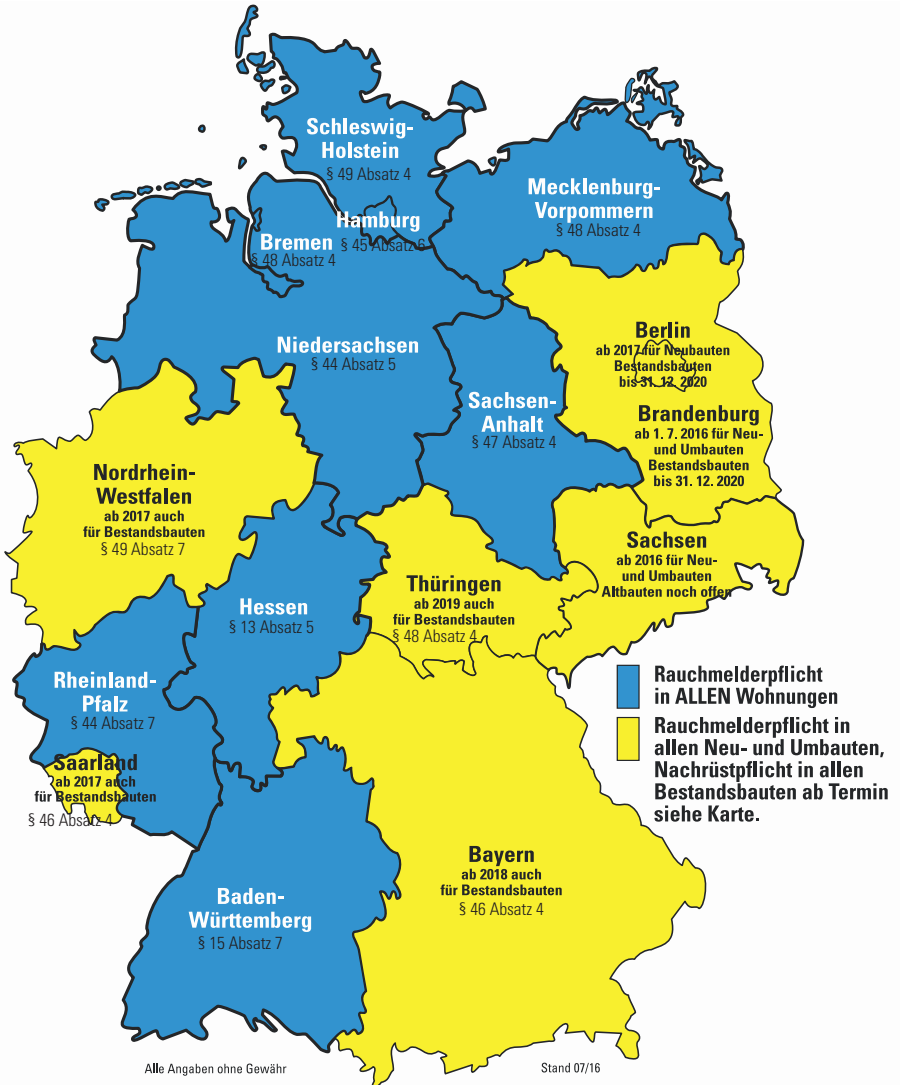 Schleswig-
Holstein
§ 49 Absatz 4
Mecklenburg-
Vorpommern
§ 48 Absatz 4
Hamburg
§ 45 Absatz 6
Bremen
§ 48 Absatz 4
Niedersachsen
§ 44 Absatz 5
Berlin
ab 2017 für Neubauten
Bestandsbauten
bis 31. 12. 2020
Sachsen-
Anhalt
§ 47 Absatz 4
Brandenburg
ab 1. 7. 2016 für Neu-
und Umbauten
Bestandsbauten
bis 31. 12. 2020
Nordrhein-
Westfalen
ab 2017 auch
für Bestandsbauten
§ 49 Absatz 7
Sachsen
ab 2016 für Neu-
und Umbauten
Altbauten noch offen
Thüringen
ab 2019 auch
für Bestandsbauten
§ 48 Absatz 4
Hessen
§ 13 Absatz 5
Rheinland-
Pfalz
§ 44 Absatz 7
Saarland
ab 2017 auch
für Bestandsbauten
§ 46 Absatz 4
Rauchmelderpflicht
in ALLEN Wohnungen
Rauchmelderpflicht in
allen Neu- und Umbauten,
Nachrüstpflicht in allen
Bestandsbauten ab Termin
siehe Karte.
Bayern
ab 2018 auch
für Bestandsbauten
§ 46 Absatz 4
Baden-
Württemberg
§ 15 Absatz 7
Alle Angaben ohne Gewähr
Stand 07/16